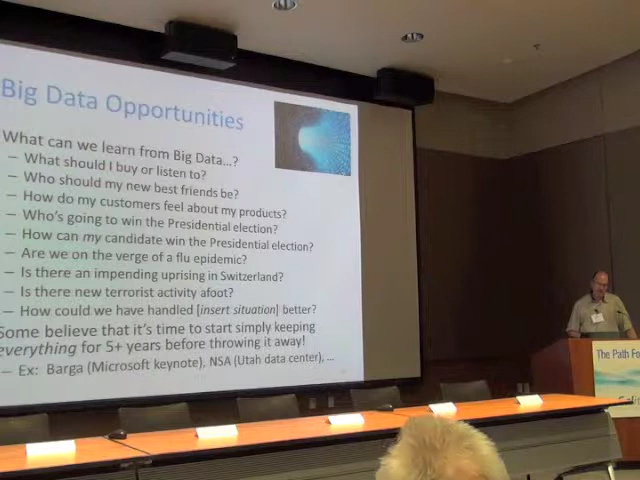 Big Data Opportunities
What can we learn from Big Data…?
– What should I buy or listen to?
– Who should my new best friends be?
– How do my customers feel about my products?
– Who's going to win the Presidential election?
– How can my candidate win the Presidential election?
– Are we on the verge of a flu epidemic?
– Is there an impending uprising in Switzerland?
– Is there new terrorist activity afoot?
– How could we have handled [insert situation] better?
Some believe that it's time to start simply keeping
everything for 5+ years before throwing it away!
– Ex: Barga (Microsoft keynote), NSA (Utah data center), …
The Path Fo